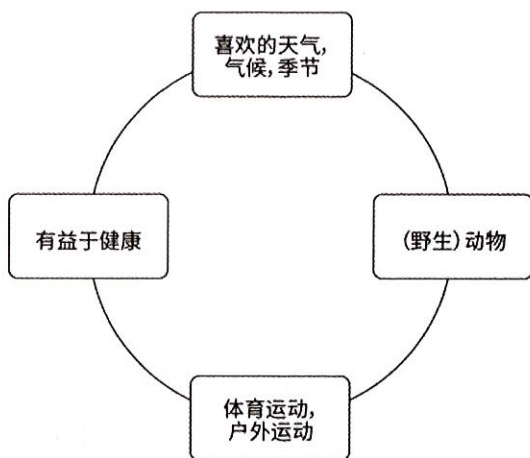 喜欢的天气,
气候,季节
有益于健康
(野生)动物
体育运动,
户外运动